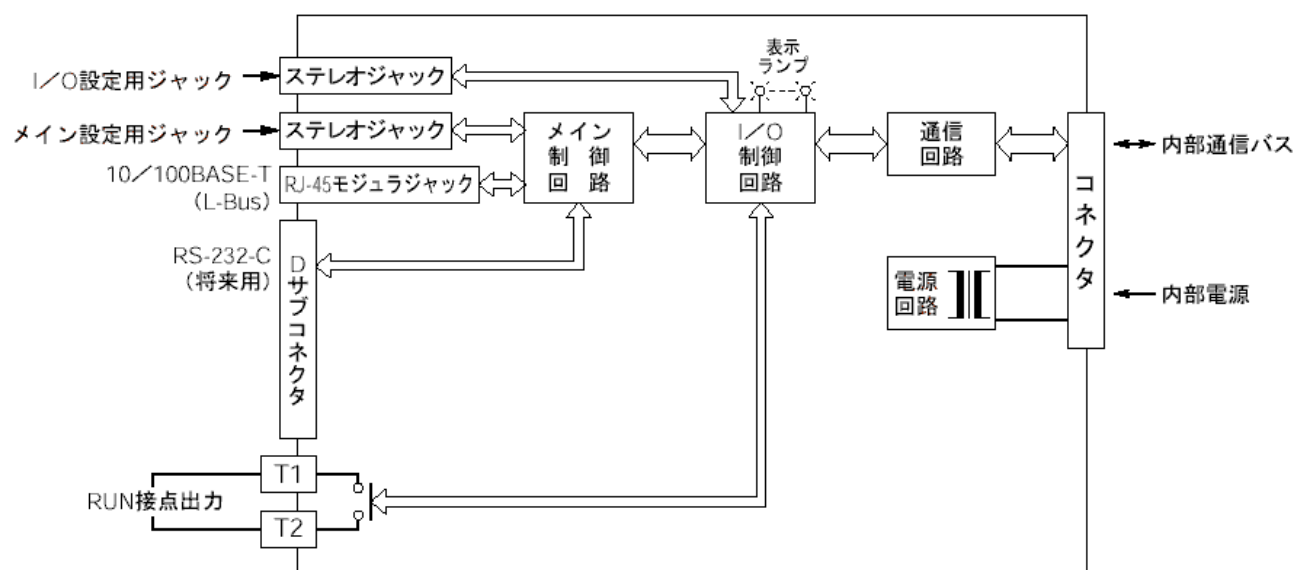 表示
ランプ
I/O設定用ジャック
ステレオジャック
メイン設定用ジャック
ステレオジャック
メイン
制御
回路
I/O
制御
回路
通信
回路
内部通信バス
10/100BASE-T
(L-Bus)
RJ-45モジュラジャック
コネクタ
RS-232-C
(将来用)
Dサブコネクタ
電源
回路
内部電源
T1
RUN接点出力
T2